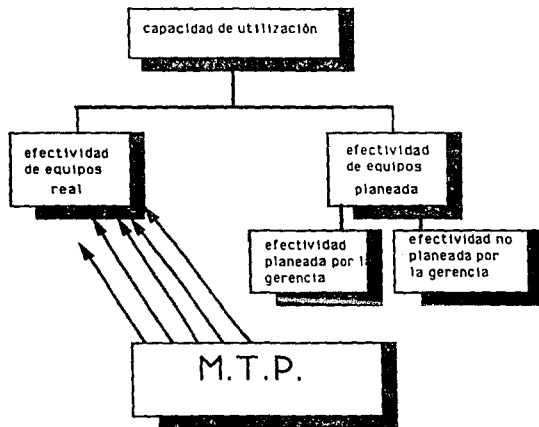 capacidad de utilización
efectividad
de equipos
real
efectividad
de equipos
planeada
efectividad
planeada por l
gerencia
efectividad no
planeada por
la gerencia
M.T.P.